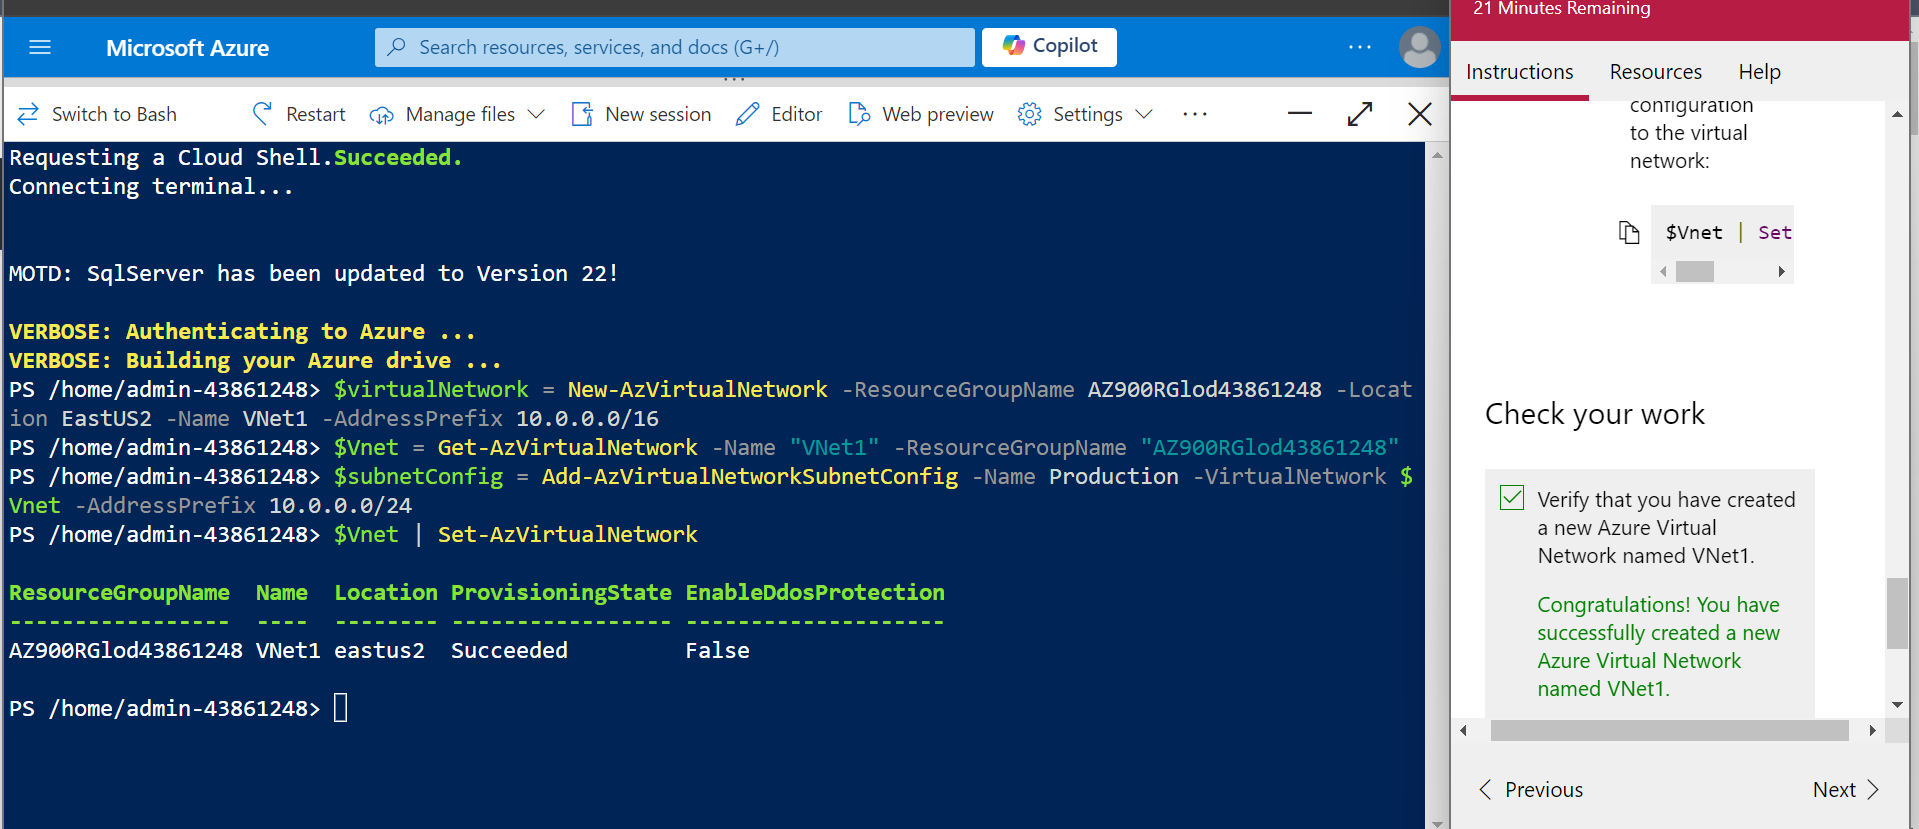 21 Minutes Remaining
Microsoft Azure
Search resources, services, and docs (G+/)
Copilot
Instructions
Resources
Help
Switch to Bash
Restart
Manage files
New session
Editor
Web preview
Settings
Requesting a Cloud Shell.Succeeded.
Connecting terminal...
MOTD: SqlServer has been updated to Version 22!
VERBOSE: Authenticating to Azure ...
VERBOSE: Building your Azure drive ...
PS /home/admin-43861248> $virtualNetwork = New-AzVirtualNetwork -ResourceGroupName AZ900RGlod43861248 -Locat
ion EastUS2 -Name VNet1 -AddressPrefix 10.0.0.0/16
PS /home/admin-43861248> $Vnet = Get-AzVirtualNetwork -Name "VNet1" -ResourceGroupName "AZ900RGlod43861248"
PS /home/admin-43861248> $subnetConfig = Add-AzVirtualNetworkSubnetConfig -Name Production -VirtualNetwork $
Vnet -AddressPrefix 10.0.0.0/24
PS /home/admin-43861248> $Vnet | Set-AzVirtualNetwork
ResourceGroupName  Name  Location ProvisioningState EnableDdosProtection
-----------------  ----  -------- ----------------- --------------------
AZ900RGlod43861248 VNet1 eastus2  Succeeded         False
PS /home/admin-43861248>
configuration
to the virtual
network:
$Vnet | Set
Check your work
Verify that you have created
a new Azure Virtual
Network named VNet1.
Congratulations! You have
successfully created a new
Azure Virtual Network
named VNet1.
Previous
Next